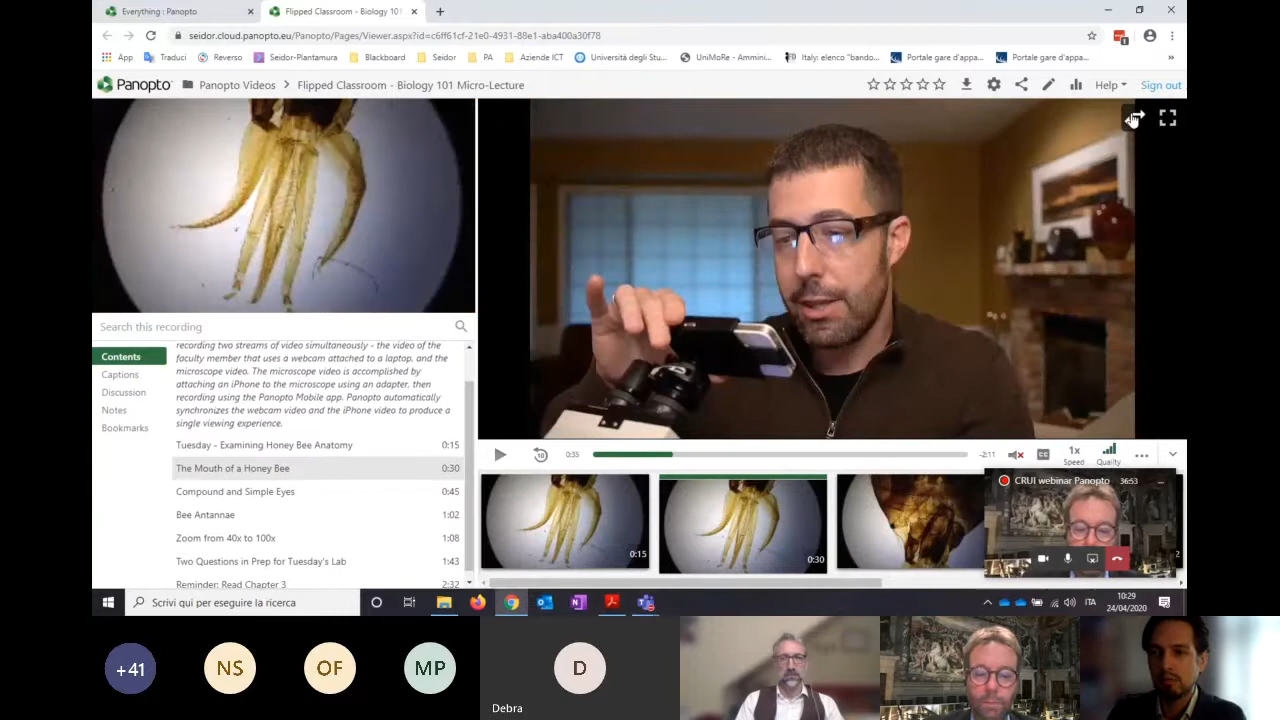 Everything : Panopto
Flipped Classroom - Biology 101
seidor.cloud.panopto.eu/Panopto/Pages/Viewer.aspx?id=c6ff61cf-21e0-4931-88e1-aba400a30f78
App Traduci Reverso Seidor-Plantamura Blackboard Seidor PA Aziende ICT Università degli Stu... UniMoRe - Ammini... Italy: elenco "bando... Portale gare d'appa... Portale gare d'appa... »
Panopto Panopto Videos Flipped Classroom - Biology 101 Micro-Lecture Help Sign out
Search this recording
Contents
Captions
Discussion
Notes
Bookmarks
recording two streams of video simultaneously - the video of the
faculty member that uses a webcam attached to a laptop, and the
microscope video. The microscope video is accomplished by
attaching an iPhone to the microscope using an adapter, then
recording using the Panopto Mobile app. Panopto automatically
synchronizes the webcam video and the iPhone video to produce a
single viewing experience.
Tuesday - Examining Honey Bee Anatomy 0:15
The Mouth of a Honey Bee 0:30
Compound and Simple Eyes 0:45
Bee Antannae 1:02
Zoom from 40x to 100x 1:08
Two Questions in Prep for Tuesday's Lab 1:43
Reminder: Read Chapter 3 2:32
10 0:35 -2:11 CC 1x
Speed Quality
0:15
0:30
CRUI webinar Panopto 36:53
Scrivi qui per eseguire la ricerca
ITA
10:29
24/04/2020
+41
NS
OF
MP
D
Debra